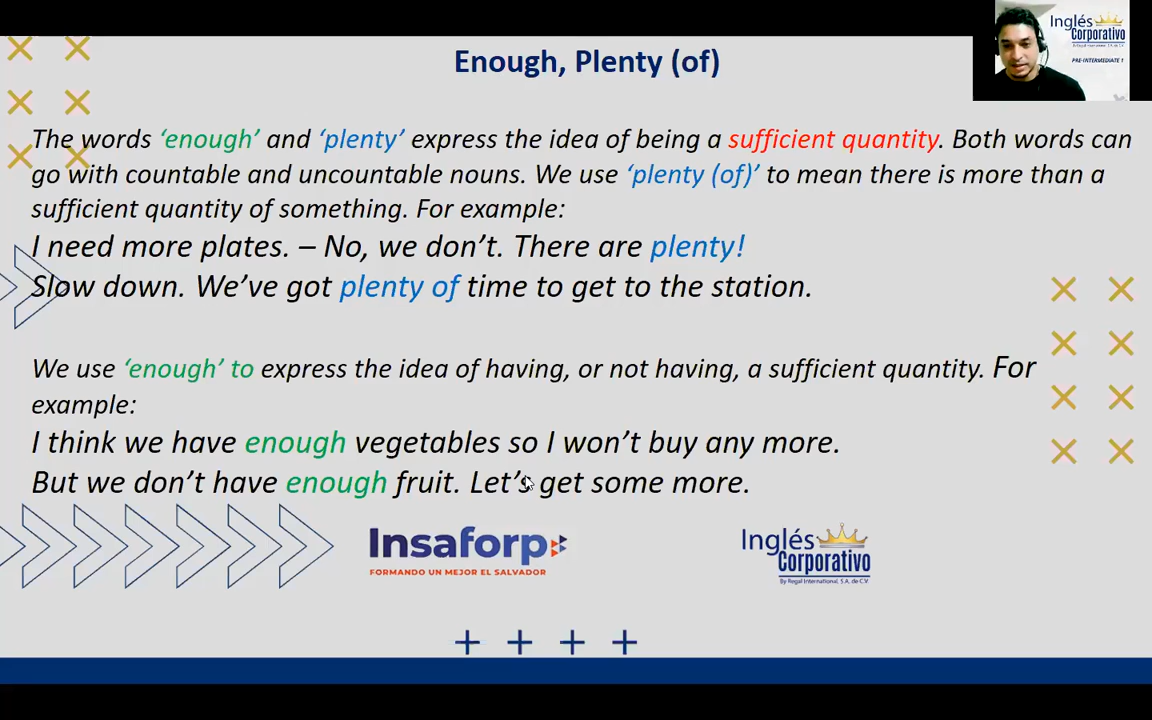 Enough, Plenty (of)
Inglés
Corporativo
By Regal International, S.A. de C.V.
PRE-INTERMEDIATE 1
The words ‘enough’ and ‘plenty’ express the idea of being a sufficient quantity. Both words can
go with countable and uncountable nouns. We use ‘plenty (of)’ to mean there is more than a
sufficient quantity of something. For example:
I need more plates. – No, we don’t. There are plenty!
Slow down. We’ve got plenty of time to get to the station.
We use ‘enough’ to express the idea of having, or not having, a sufficient quantity. For
example:
I think we have enough vegetables so I won’t buy any more.
But we don’t have enough fruit. Let’s get some more.
Insaforp
FORMANDO UN MEJOR EL SALVADOR
Inglés
Corporativo
By Regal International, S.A. de C.V.